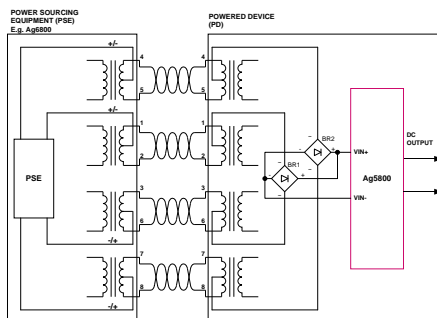 POWER SOURCING
EQUIPMENT (PSE)
E.g. Ag6800
POWERED DEVICE
(PD)
+/-
4
4
5
5
+/-
1
1
2
2
PSE
3
3
6
6
-/+
7
7
8
8
-/+
~
BR2
-
+
~
~
BR1
-
+
~
VIN+
VIN-
Ag5800
DC
OUTPUT